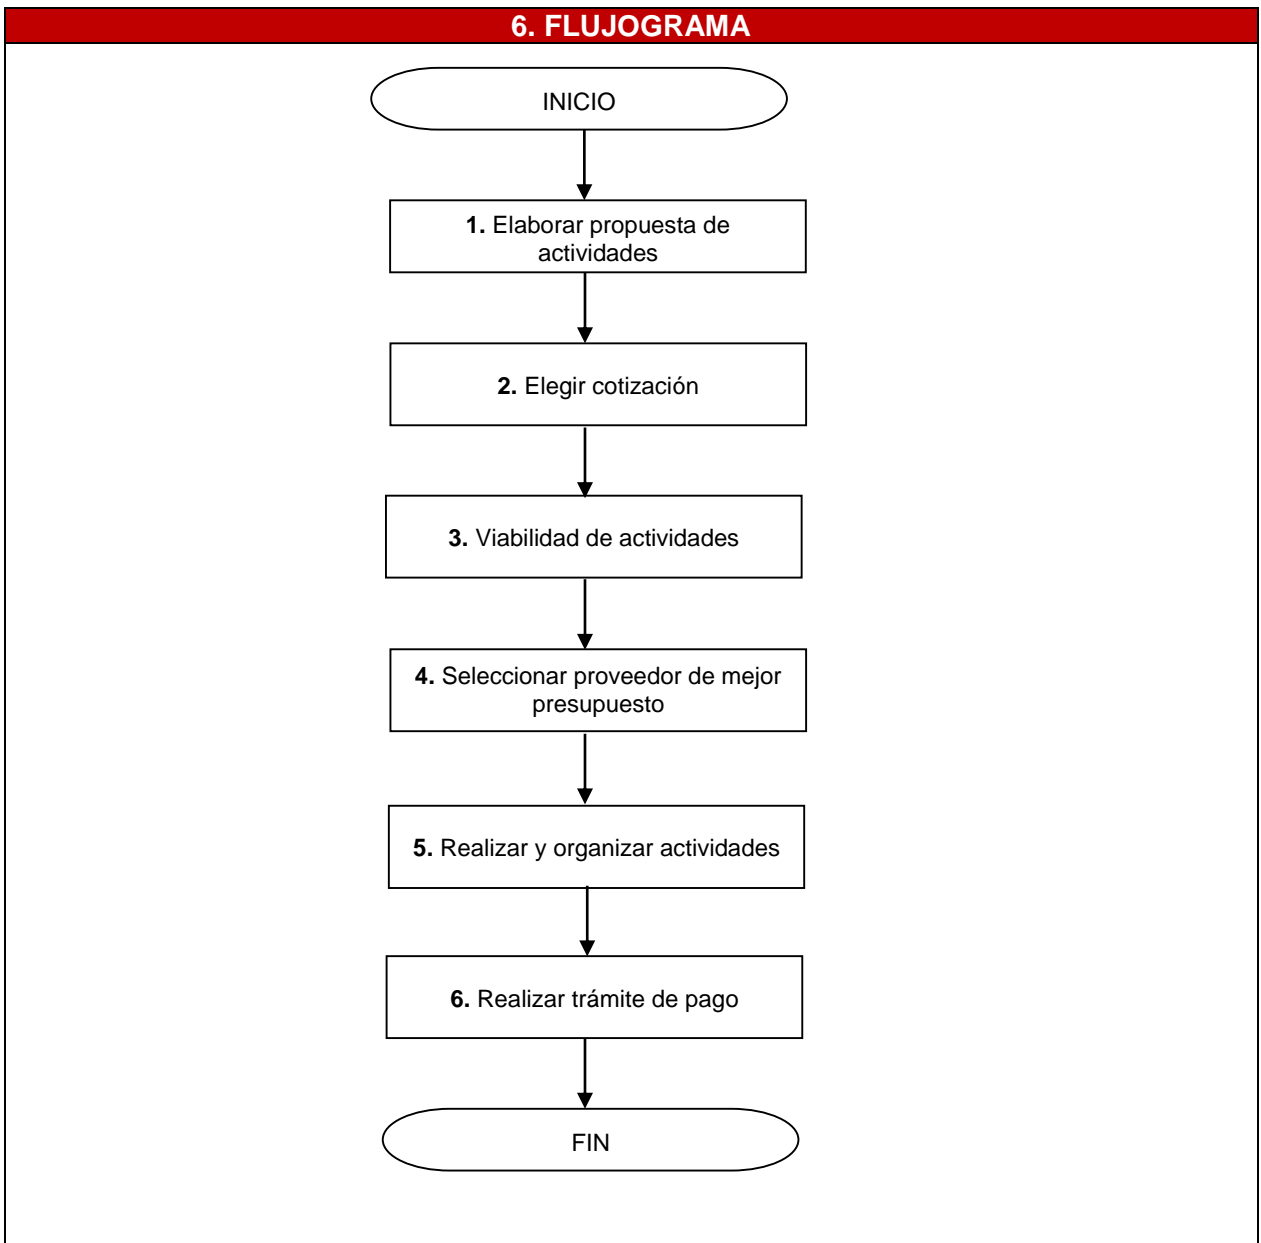 6. FLUJOGRAMA
INICIO
1. Elaborar propuesta de
actividades
2. Elegir cotización
3. Viabilidad de actividades
4. Seleccionar proveedor de mejor
presupuesto
5. Realizar y organizar actividades
6. Realizar trámite de pago
FIN